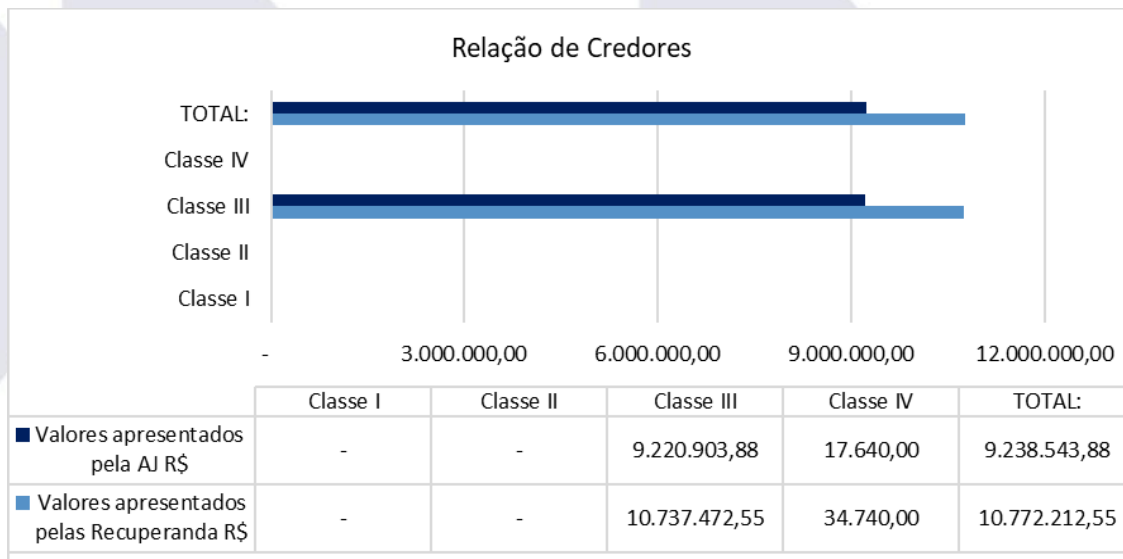 Relação de Credores
TOTAL:
Classe IV
Classe III
Classe II
Classe I
- 3.000.000,00 6.000.000,00 9.000.000,00 12.000.000,00
Classe I Classe II Classe III Classe IV TOTAL:
Valores apresentados
pela AJ R$
- - 9.220.903,88 17.640,00 9.238.543,88
Valores apresentados
pelas Recuperanda R$
- - 10.737.472,55 34.740,00 10.772.212,55